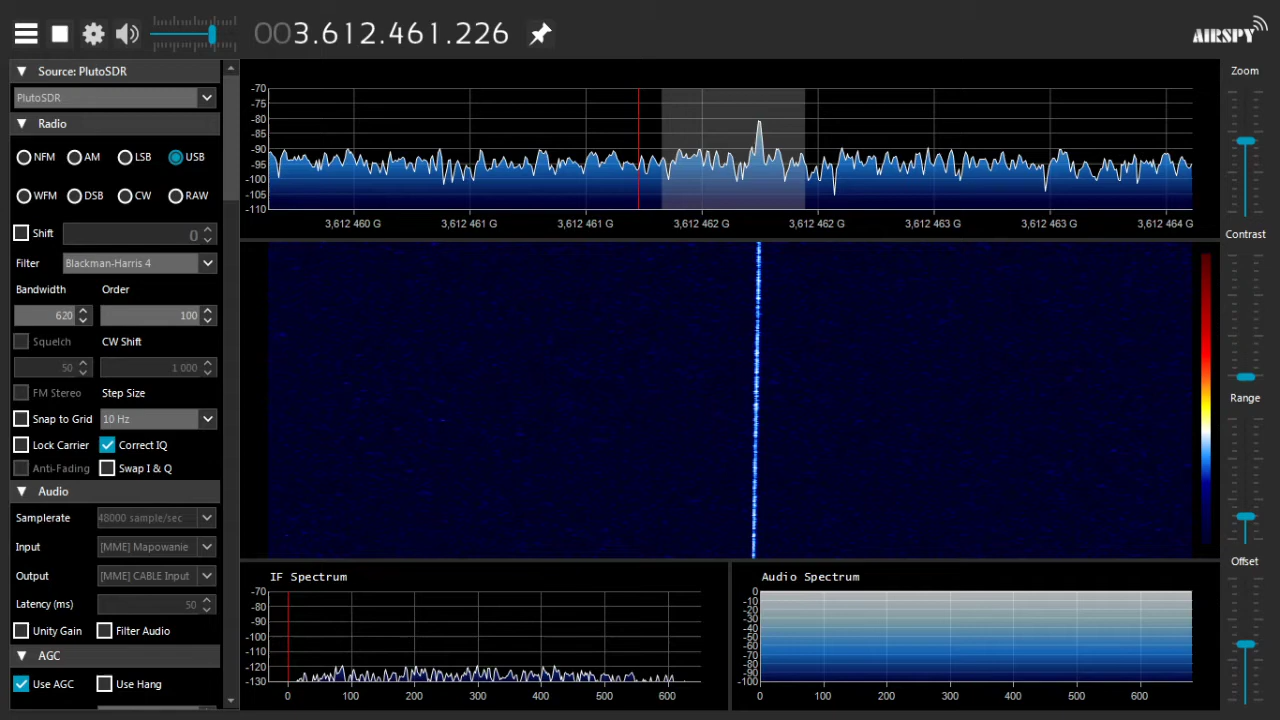 003.612.461.226
AIRSPY
Source: PlutoSDR
PlutoSDR
Radio
NFM AM LSB USB
WFM DSB CW RAW
Shift 0
Filter Blackman-Harris 4
Bandwidth Order
620 100
Squelch CW Shift
50 1 000
FM Stereo Step Size
Snap to Grid 10 Hz
Lock Carrier Correct IQ
Anti-Fading Swap I & Q
Audio
Samplerate 48000 sample/sec
Input [MME] Mapowanie
Output [MME] CABLE Input
Latency (ms) 50
Unity Gain Filter Audio
AGC
Use AGC Use Hang
-70
-75
-80
-85
-90
-95
-100
-105
-110
3,612 460 G 3,612 461 G 3,612 461 G 3,612 462 G 3,612 462 G 3,612 463 G 3,612 463 G 3,612 464 G
IF Spectrum
-70
-80
-90
-100
-110
-120
-130
0 100 200 300 400 500 600
Audio Spectrum
0
-10
-20
-30
-40
-50
-60
-70
-80
-90
-100
0 100 200 300 400 500 600
Zoom
Contrast
Range
Offset